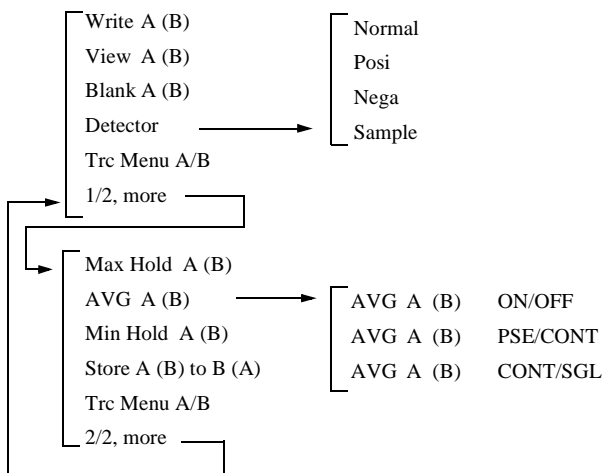 Write A (B)
View A (B)
Blank A (B)
Detector
Trc Menu A/B
1/2, more
Normal
Posi
Nega
Sample
Max Hold A (B)
AVG A (B)
Min Hold A (B)
Store A (B) to B (A)
Trc Menu A/B
2/2, more
AVG A (B) ON/OFF
AVG A (B) PSE/CONT
AVG A (B) CONT/SGL